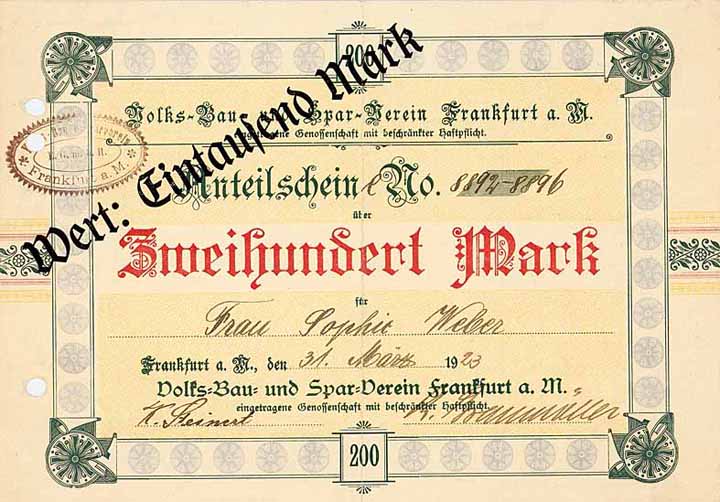 200
Wert: Eintausend Mark
Volks-Bau- und Spar-Verein Frankfurt a. M.
eingetragene Genossenschaft mit beschränkter Haftpflicht.
Frankfurt a. M.
Anteilschein No. 8892-8896
über
Zweihundert Mark
für
Frau Sophie Weber
Frankfurt a. M., den 31. März 1923
Volks-Bau- und Spar-Verein Frankfurt a. M.
eingetragene Genossenschaft mit beschränkter Haftpflicht.
200